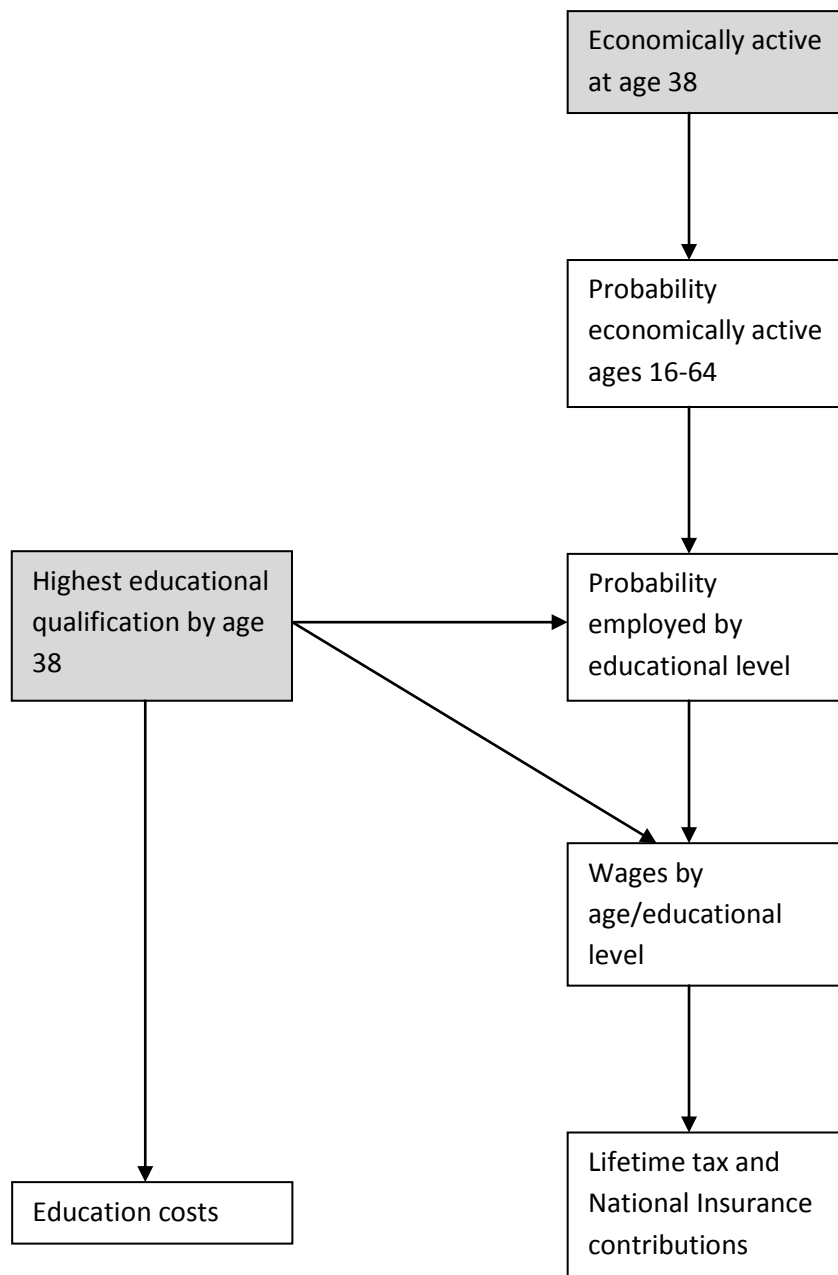 Economically active
at age 38
Probability
economically active
ages 16-64
Highest educational
qualification by age
38
Probability
employed by
educational level
Wages by
age/educational
level
Education costs
Lifetime tax and
National Insurance
contributions